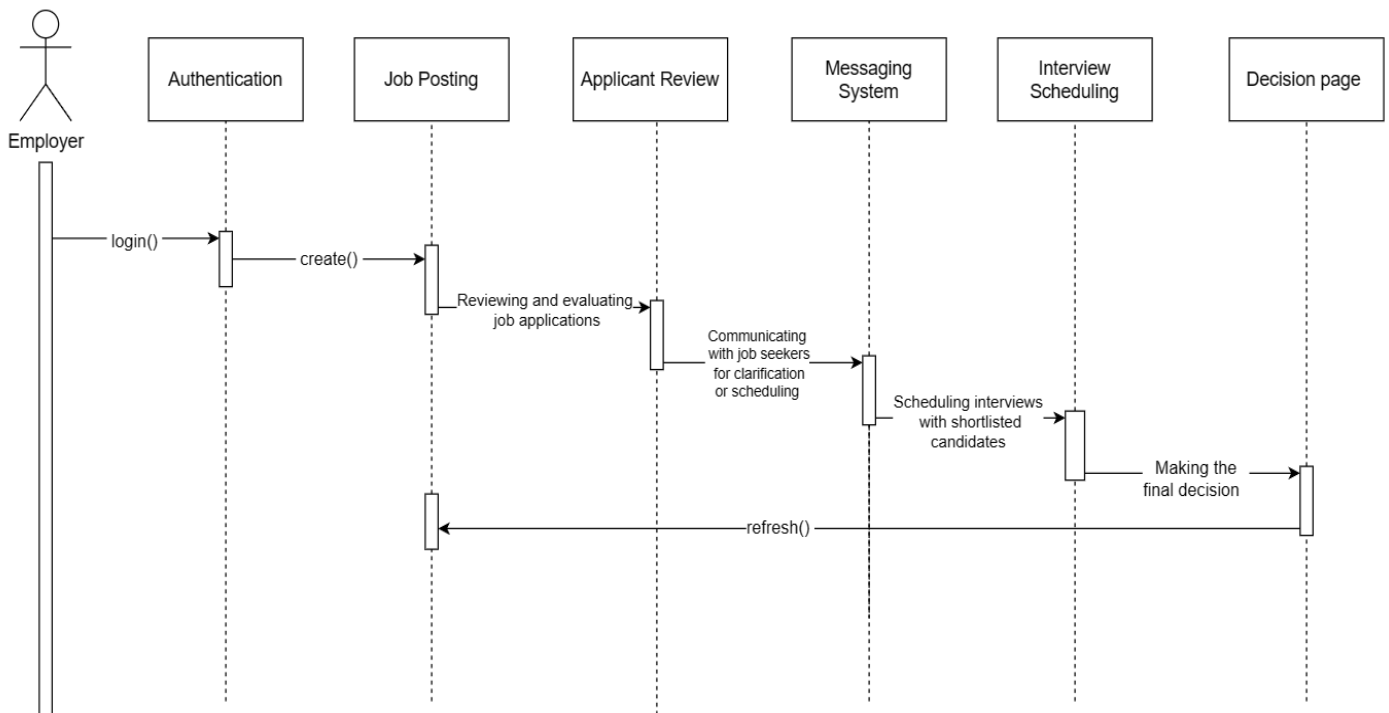 Employer
Authentication
Job Posting
Applicant Review
Messaging
System
Interview
Scheduling
Decision page
login()
create()
Reviewing and evaluating
job applications
Communicating
with job seekers
for clarification
or scheduling
Scheduling interviews
with shortlisted
candidates
Making the
final decision
refresh()